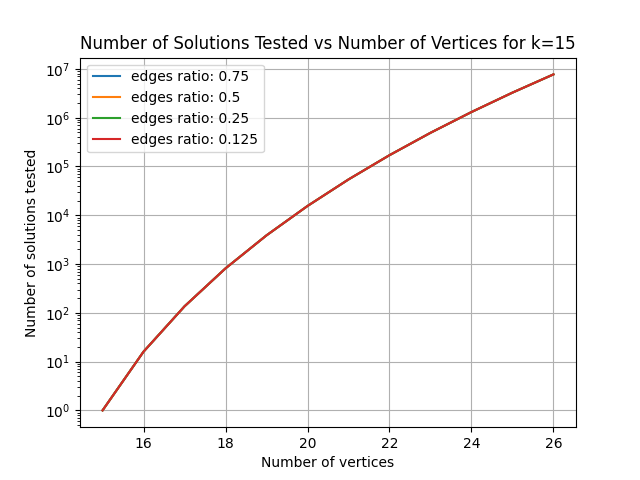 Number of Solutions Tested vs Number of Vertices for k=15
edges ratio: 0.75
edges ratio: 0.5
edges ratio: 0.25
edges ratio: 0.125
Number of solutions tested
10^7
10^6
10^5
10^4
10^3
10^2
10^1
10^0
16 18 20 22 24 26
Number of vertices